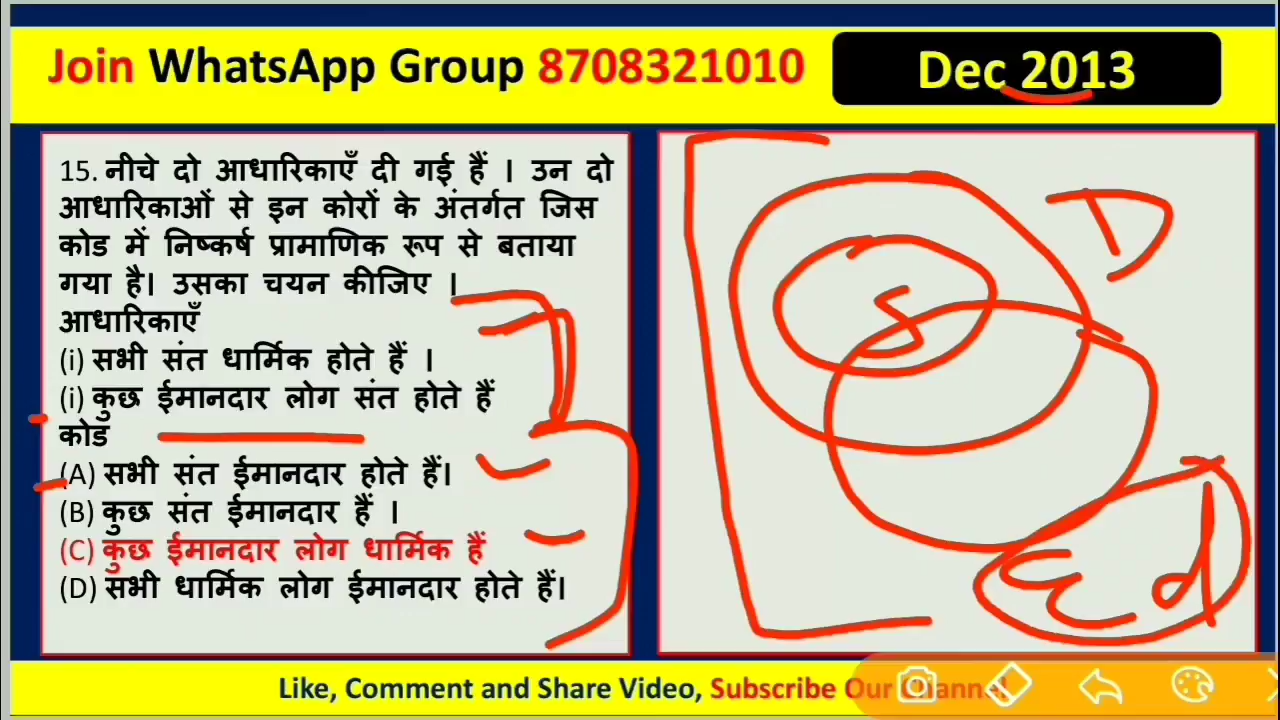 Join WhatsApp Group 8708321010
Dec 2013
15. नीचे दो आधारिकाएँ दी गई हैं । उन दो
आधारिकाओं से इन कोरों के अंतर्गत जिस
कोड में निष्कर्ष प्रामाणिक रूप से बताया
गया है। उसका चयन कीजिए ।
आधारिकाएँ
(i) सभी संत धार्मिक होते हैं ।
(i) कुछ ईमानदार लोग संत होते हैं
कोड
(A) सभी संत ईमानदार होते हैं।
(B) कुछ संत ईमानदार हैं ।
(C) कुछ ईमानदार लोग धार्मिक हैं
(D) सभी धार्मिक लोग ईमानदार होते हैं।
S
Like, Comment and Share Video, Subscribe Our Channel